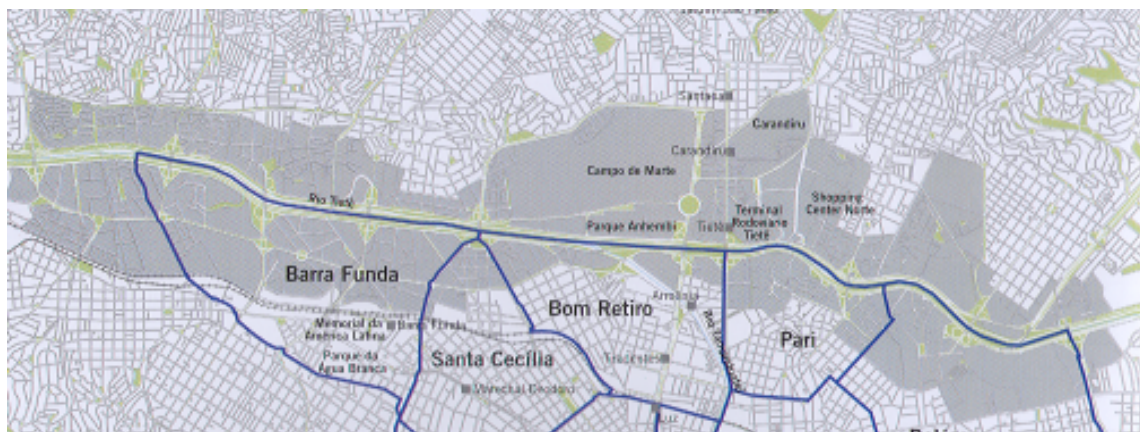 Santana
Carandiru
Carandiru
Campo de Marte
Shopping
Center Norte
Rio Tietê
Parque Anhembi
Tietê
Terminal
Rodoviário
Tietê
Barra Funda
Bom Retiro
Memorial da
América Latina
Barra Funda
Pari
Parque da
Água Branca
Santa Cecília
Tiradentes
Marechal Deodoro
Luz